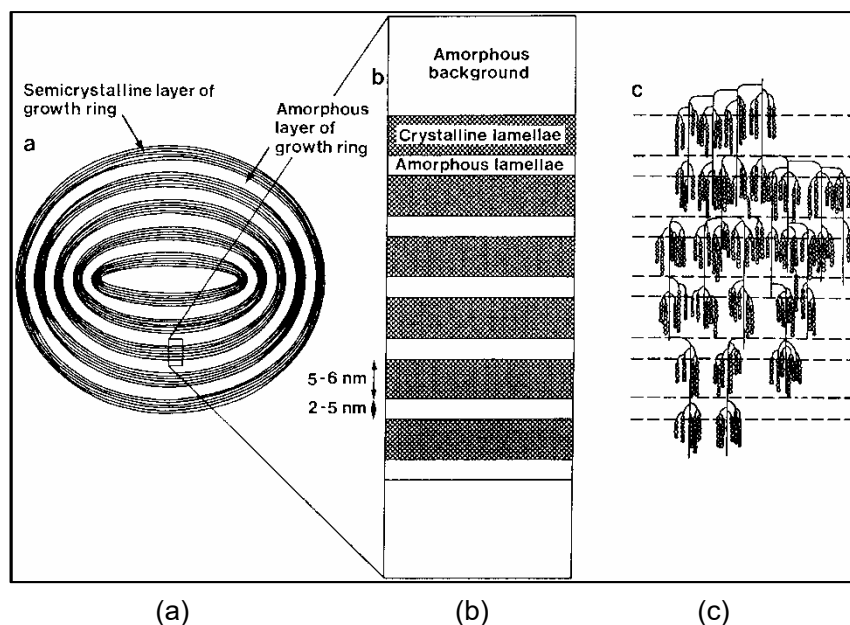 Semicrystalline layer of
growth ring
a
Amorphous
layer of
growth ring
b
Amorphous
background
Crystalline lamellae
Amorphous lamellae
5-6 nm
2-5 nm
c
(a)
(b)
(c)